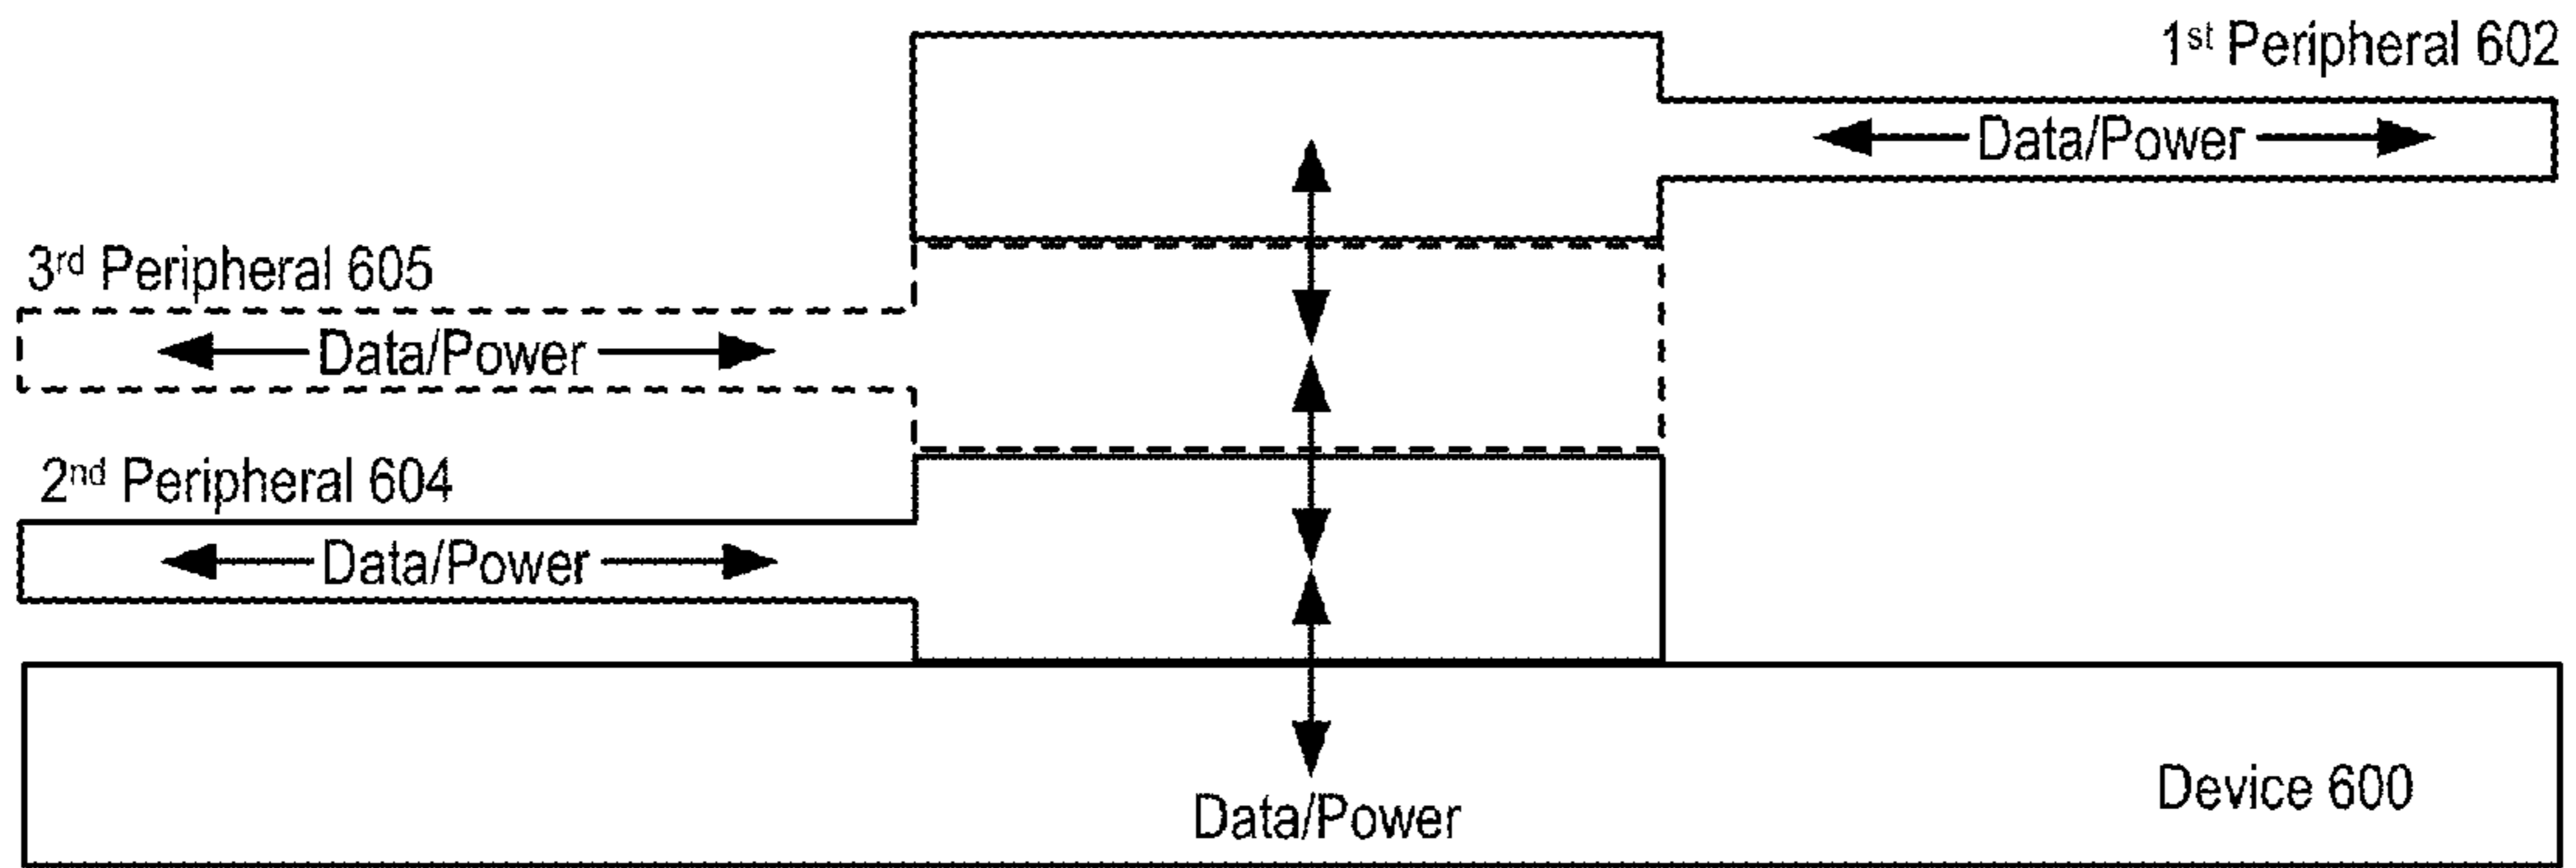 1st Peripheral 602
Data/Power
3rd Peripheral 605
Data/Power
2nd Peripheral 604
Data/Power
Device 600
Data/Power